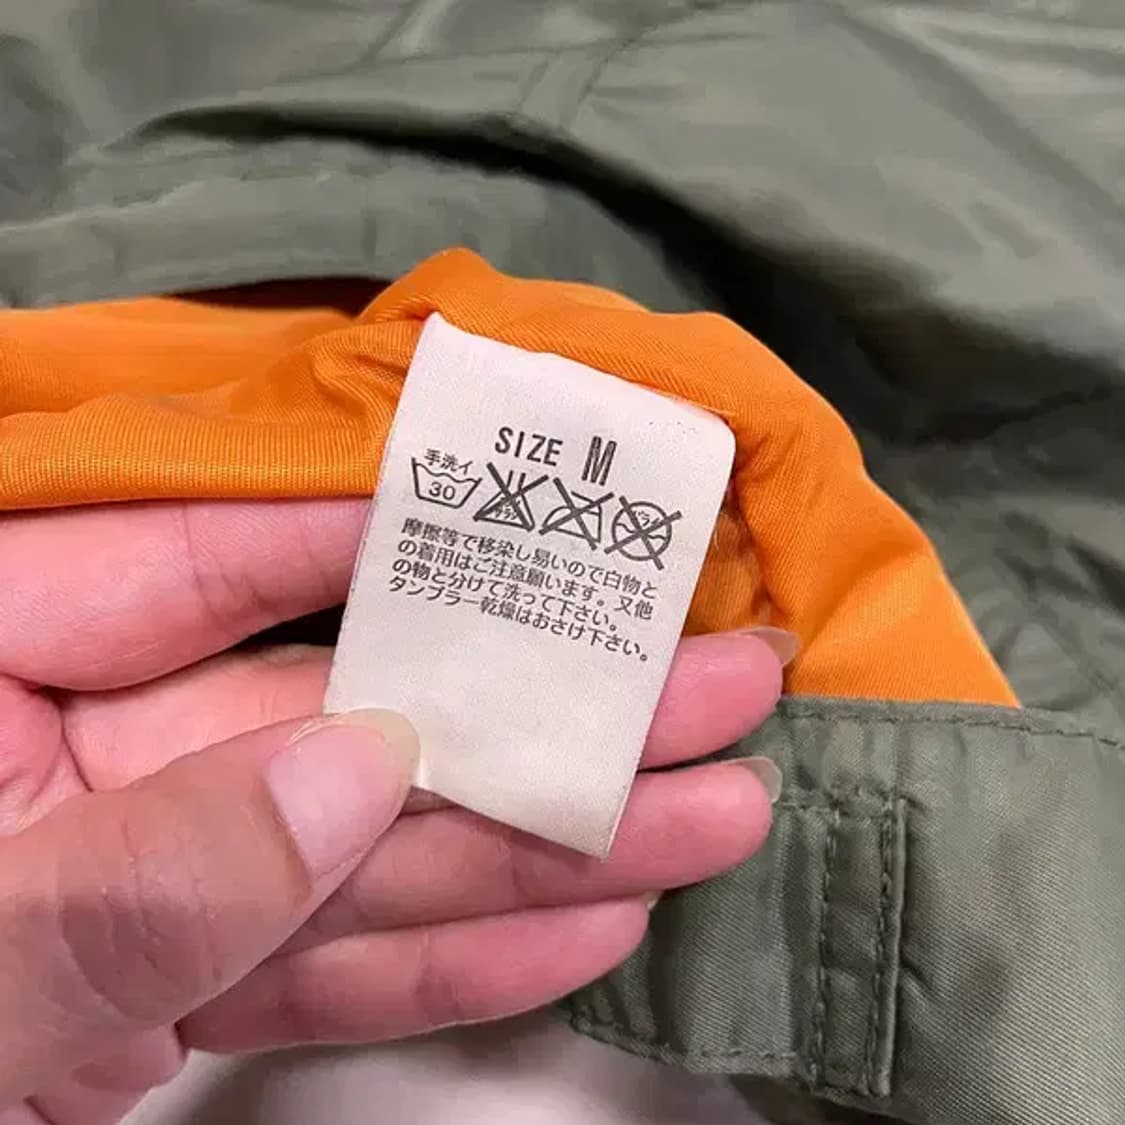 SIZE M
手洗イ
30
摩擦等で移染し易いので白物と
の着用はご注意願います。又他
の物と分けて洗って下さい。
タンブラー乾燥はおさけ下さい。